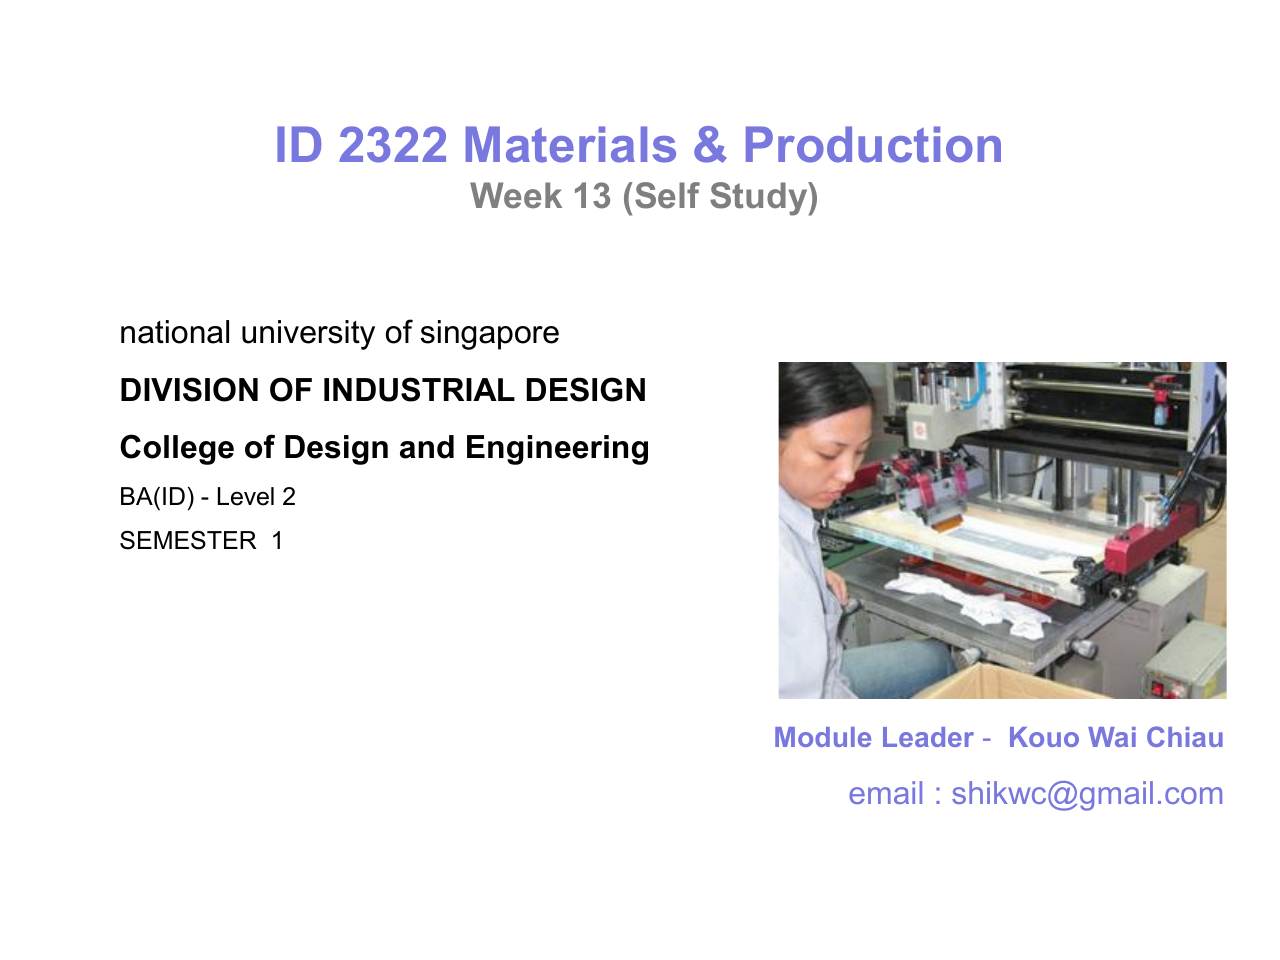 ID 2322 Materials & Production
Week 13 (Self Study)
national university of singapore
DIVISION OF INDUSTRIAL DESIGN
College of Design and Engineering
BA(ID) - Level 2
SEMESTER 1
Module Leader - Kouo Wai Chiau
email : shikwc@gmail.com